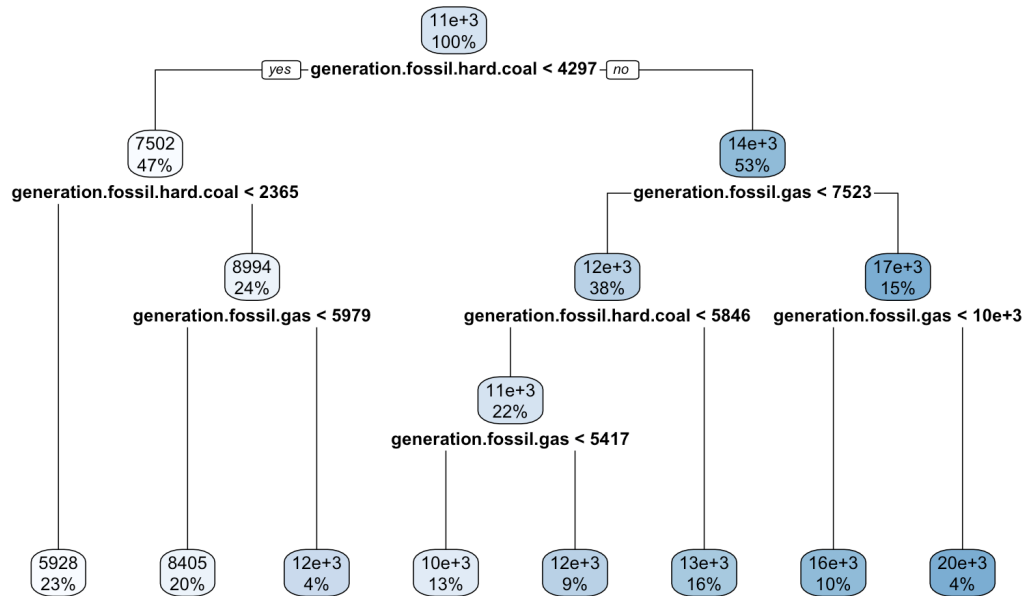 11e+3
100%
yes generation.fossil.hard.coal < 4297 no
7502
47%
14e+3
53%
generation.fossil.hard.coal < 2365
generation.fossil.gas < 7523
8994
24%
12e+3
38%
17e+3
15%
generation.fossil.gas < 5979
generation.fossil.hard.coal < 5846
generation.fossil.gas < 10e+3
11e+3
22%
generation.fossil.gas < 5417
5928
23%
8405
20%
12e+3
4%
10e+3
13%
12e+3
9%
13e+3
16%
16e+3
10%
20e+3
4%